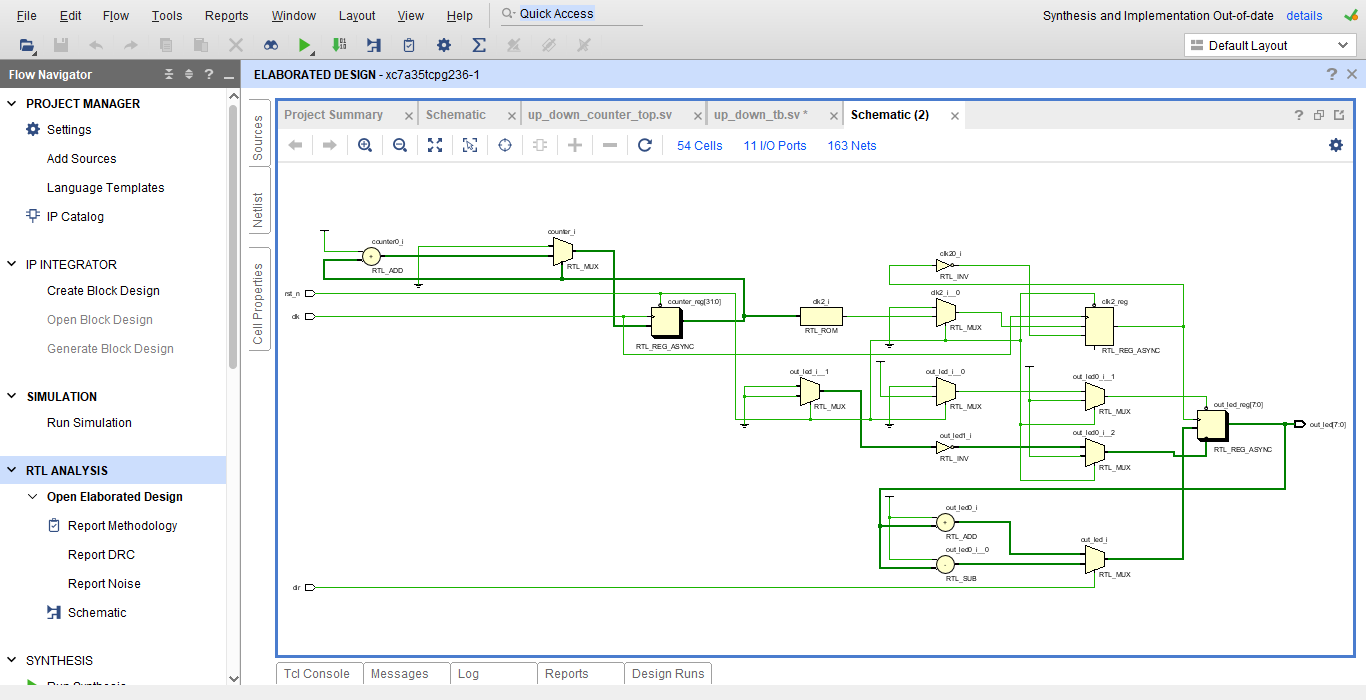 File Edit Flow Tools Reports Window Layout View Help Quick Access Synthesis and Implementation Out-of-date details
Default Layout
Flow Navigator
ELABORATED DESIGN - xc7a35tcpg236-1
PROJECT MANAGER
Settings
Add Sources
Language Templates
IP Catalog
IP INTEGRATOR
Create Block Design
Open Block Design
Generate Block Design
SIMULATION
Run Simulation
RTL ANALYSIS
Open Elaborated Design
Report Methodology
Report DRC
Report Noise
Schematic
SYNTHESIS
Run Synthesis
Sources
Netlist
Cell Properties
Project Summary Schematic up_down_counter_top.sv up_down_tb.sv * Schematic (2)
54 Cells 11 I/O Ports 163 Nets
counter_i
counter0_i
RTL_MUX
RTL_ADD
clk20_i
RTL_INV
rst_n
clk
counter_reg[31:0]
RTL_REG_ASYNC
clk2_i
RTL_ROM
clk2_i__0
RTL_MUX
clk2_reg
RTL_REG_ASYNC
out_led_i__1
RTL_MUX
out_led_i__0
RTL_MUX
out_led0_i__1
RTL_MUX
out_led_reg[7:0]
RTL_REG_ASYNC
out_led[7:0]
out_led1_i
RTL_INV
out_led0_i__2
RTL_MUX
out_led0_i
+
RTL_ADD
out_led0_i__0
-
RTL_SUB
out_led_i
RTL_MUX
dir
Tcl Console Messages Log Reports Design Runs